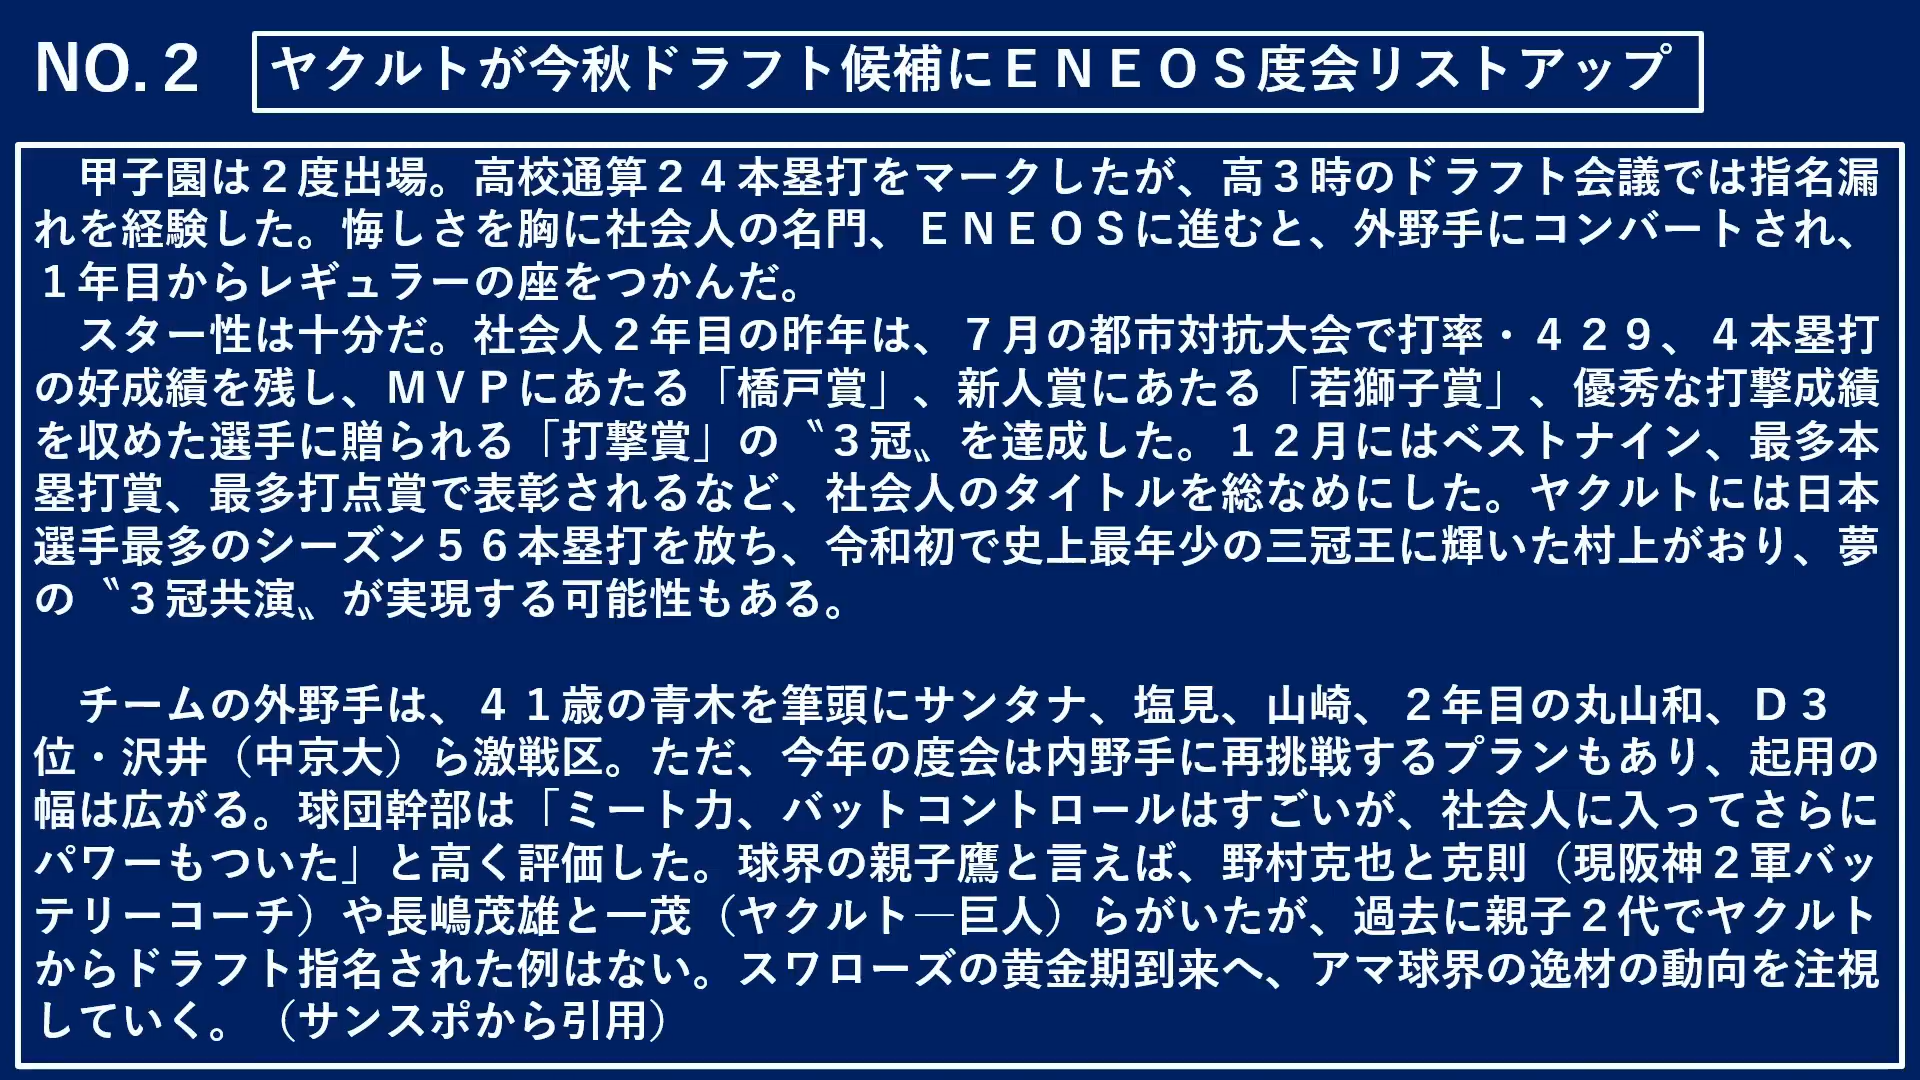 NO.2
ヤクルトが今秋ドラフト候補にＥＮＥＯＳ度会リストアップ
　甲子園は２度出場。高校通算２４本塁打をマークしたが、高３時のドラフト会議では指名漏
れを経験した。悔しさを胸に社会人の名門、ＥＮＥＯＳに進むと、外野手にコンバートされ、
１年目からレギュラーの座をつかんだ。
　スター性は十分だ。社会人２年目の昨年は、７月の都市対抗大会で打率・４２９、４本塁打
の好成績を残し、ＭＶＰにあたる「橋戸賞」、新人賞にあたる「若獅子賞」、優秀な打撃成績
を収めた選手に贈られる「打撃賞」の〝３冠〟を達成した。１２月にはベストナイン、最多本
塁打賞、最多打点賞で表彰されるなど、社会人のタイトルを総なめにした。ヤクルトには日本
選手最多のシーズン５６本塁打を放ち、令和初で史上最年少の三冠王に輝いた村上がおり、夢
の〝３冠共演〟が実現する可能性もある。
　チームの外野手は、４１歳の青木を筆頭にサンタナ、塩見、山崎、２年目の丸山和、Ｄ３
位・沢井（中京大）ら激戦区。ただ、今年の度会は内野手に再挑戦するプランもあり、起用の
幅は広がる。球団幹部は「ミート力、バットコントロールはすごいが、社会人に入ってさらに
パワーもついた」と高く評価した。球界の親子鷹と言えば、野村克也と克則（現阪神２軍バッ
テリーコーチ）や長嶋茂雄と一茂（ヤクルト―巨人）らがいたが、過去に親子２代でヤクルト
からドラフト指名された例はない。スワローズの黄金期到来へ、アマ球界の逸材の動向を注視
していく。（サンスポから引用）